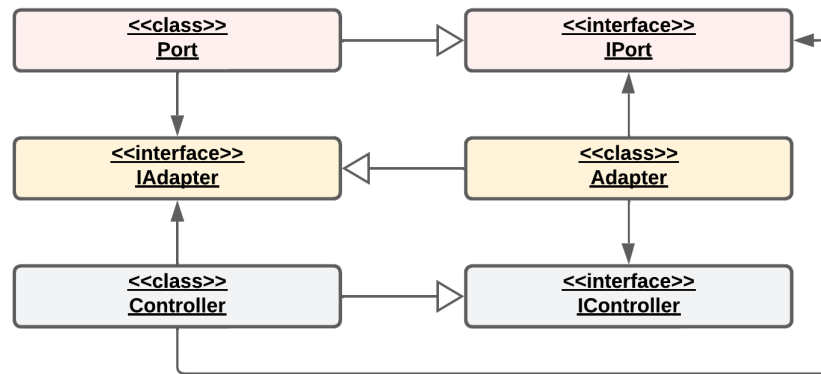 <<class>>
Port
<<interface>>
IPort
<<interface>>
IAdapter
<<class>>
Adapter
<<class>>
Controller
<<interface>>
IController